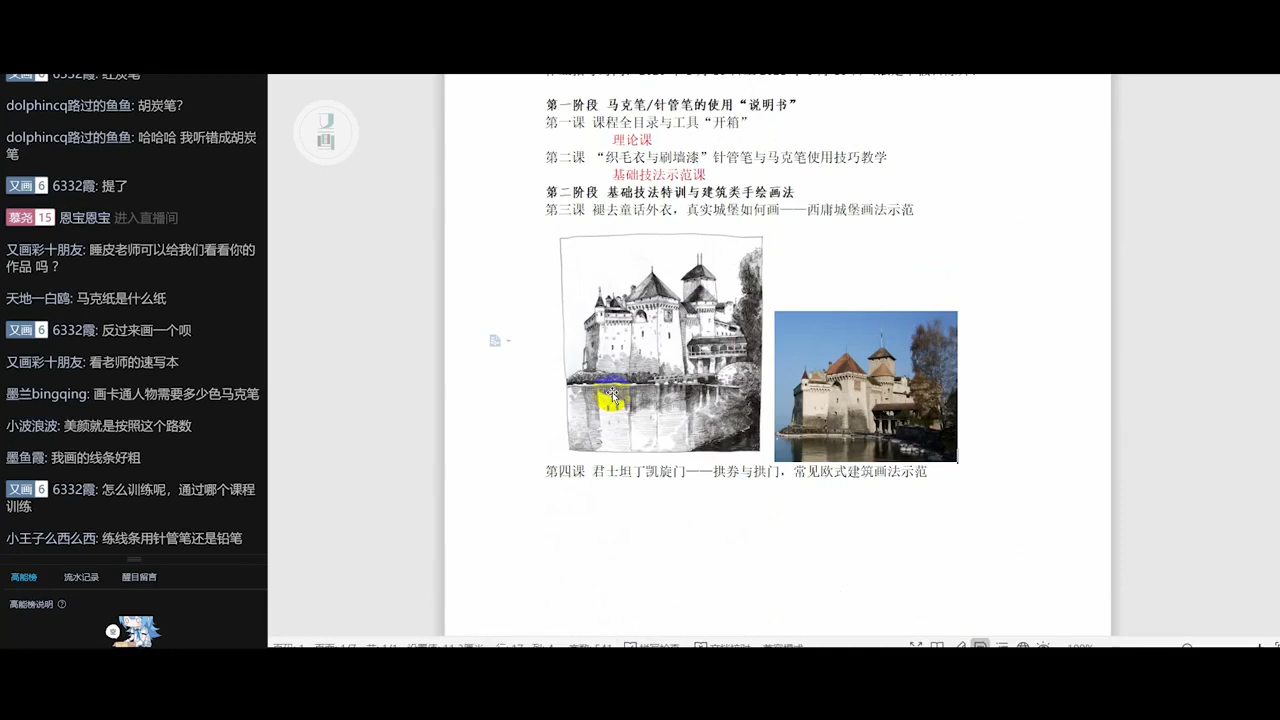 dolphincq路过的鱼鱼: 胡炭笔?
dolphincq路过的鱼鱼: 哈哈哈 我听错成胡炭
笔
又画 6 6332霞: 提了
慕尧 15 恩宝恩宝 进入直播间
又画彩十朋友: 睡皮老师可以给我们看看你的
作品 吗 ?
天地一白鸥: 马克纸是什么纸
又画 6 6332霞: 反过来画一个呗
又画彩十朋友: 看老师的速写本
墨兰bingqing: 画卡通人物需要多少色马克笔
小波浪波: 美颜就是按照这个路数
墨鱼霞: 我画的线条好粗
又画 6 6332霞: 怎么训练呢，通过哪个课程
训练
小王子么西么西: 练线条用针管笔还是铅笔
高能榜 流水记录 醒目留言
高能榜说明 ?
第一阶段 马克笔/针管笔的使用“说明书”
第一课 课程全目录与工具“开箱”
理论课
第二课 “织毛衣与刷墙漆”针管笔与马克笔使用技巧教学
基础技法示范课
第二阶段 基础技法特训与建筑类手绘画法
第三课 褪去童话外衣，真实城堡如何画——西庸城堡画法示范
第四课 君士坦丁凯旋门——拱券与拱门，常见欧式建筑画法示范